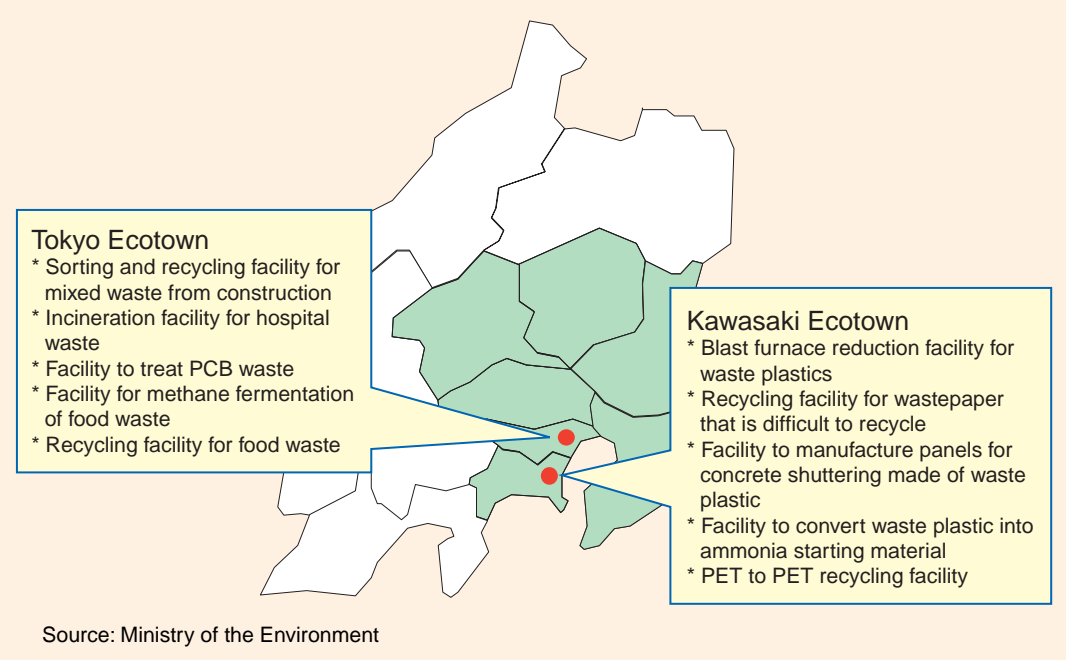 Tokyo Ecotown
* Sorting and recycling facility for
mixed waste from construction
* Incineration facility for hospital
waste
* Facility to treat PCB waste
* Facility for methane fermentation
of food waste
* Recycling facility for food waste
Kawasaki Ecotown
* Blast furnace reduction facility for
waste plastics
* Recycling facility for wastepaper
that is difficult to recycle
* Facility to manufacture panels for
concrete shuttering made of waste
plastic
* Facility to convert waste plastic into
ammonia starting material
* PET to PET recycling facility
Source: Ministry of the Environment